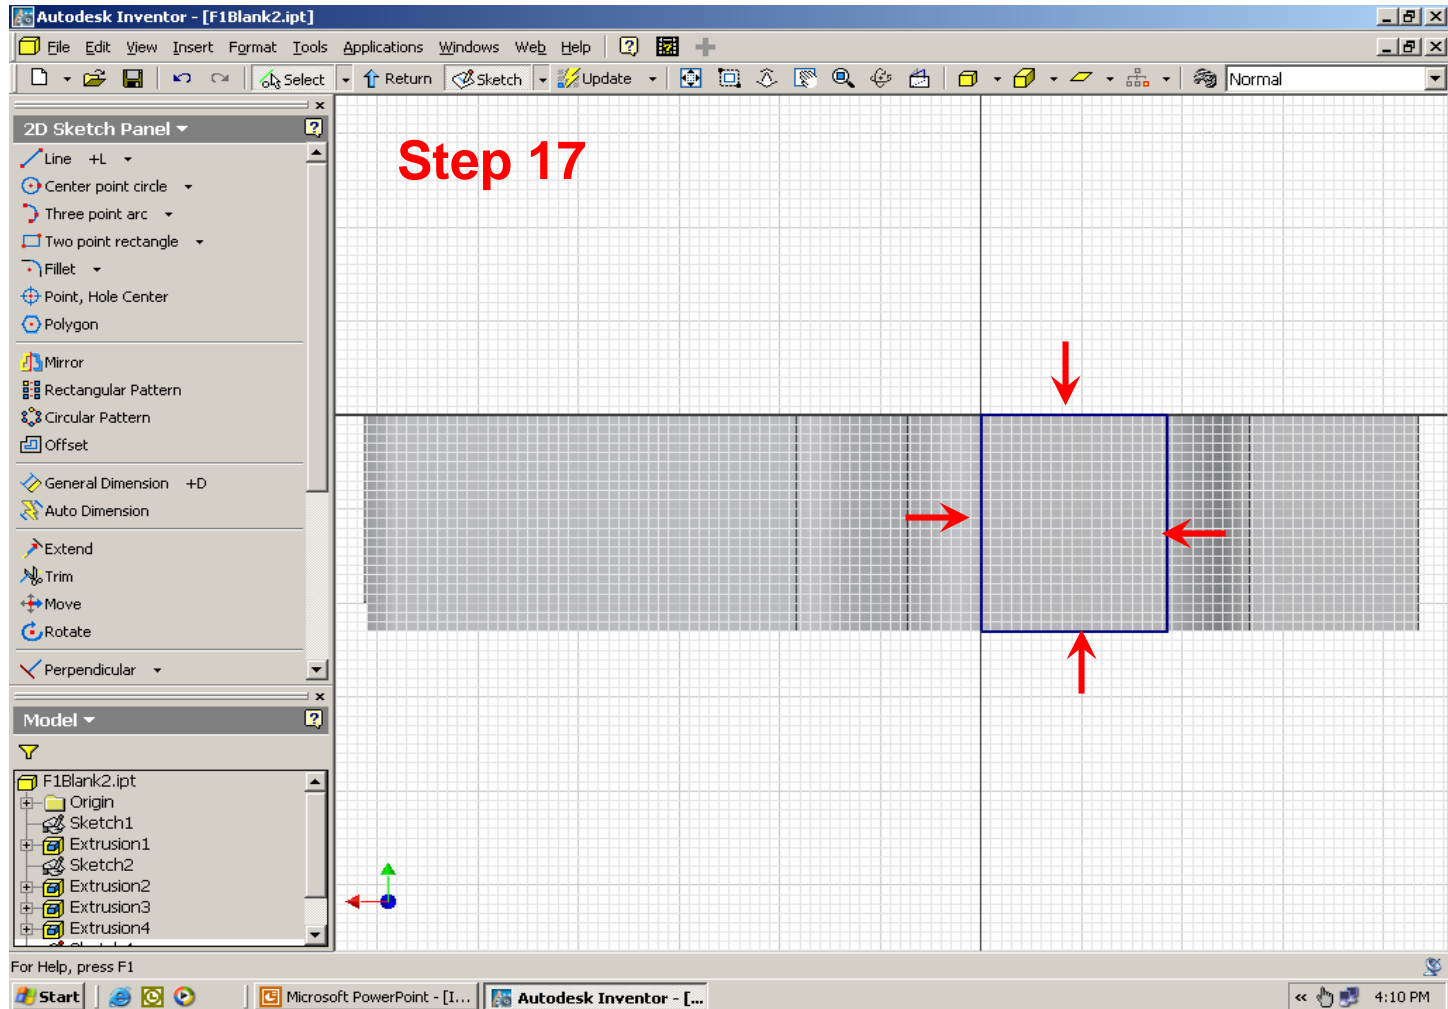 Autodesk Inventor - [F1Blank2.ipt]
File Edit View Insert Format Tools Applications Windows Web Help
Select Return Sketch Update Normal
2D Sketch Panel
Step 17
Line +L
Center point circle
Three point arc
Two point rectangle
Fillet
Point, Hole Center
Polygon
Mirror
Rectangular Pattern
Circular Pattern
Offset
General Dimension +D
Auto Dimension
Extend
Trim
Move
Rotate
Perpendicular
Model
F1Blank2.ipt
Origin
Sketch1
Extrusion1
Sketch2
Extrusion2
Extrusion3
Extrusion4
For Help, press F1
Start Microsoft PowerPoint - [I... Autodesk Inventor - [... « 4:10 PM